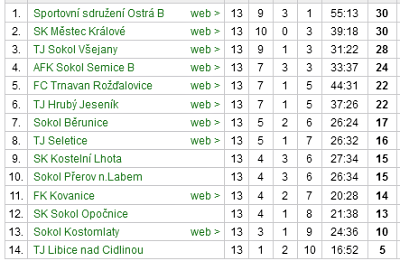 1. Sportovní sdružení Ostrá B web > 13 9 3 1 55:13 30
2. SK Městec Králové web > 13 10 0 3 39:18 30
3. TJ Sokol Všejany web > 13 9 1 3 31:22 28
4. AFK Sokol Semice B web > 13 7 3 3 33:37 24
5. FC Trnavan Rožďalovice web > 13 7 1 5 44:31 22
6. TJ Hrubý Jeseník web > 13 7 1 5 37:26 22
7. Sokol Běrunice web > 13 5 2 6 26:24 17
8. TJ Seletice web > 13 5 1 7 26:32 16
9. SK Kostelní Lhota 13 4 3 6 27:34 15
10. Sokol Přerov n.Labem 13 4 3 6 26:34 15
11. FK Kovanice web > 13 4 2 7 20:28 14
12. SK Sokol Opočnice 13 4 1 8 21:38 13
13. Sokol Kostomlaty web > 13 3 1 9 24:36 10
14. TJ Libice nad Cidlinou 13 1 2 10 16:52 5